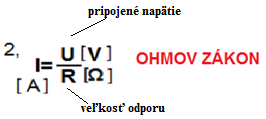 pripojené napätie
2, I= U [V] / R [Ω] OHMOV ZÁKON
[A]
veľkosť odporu